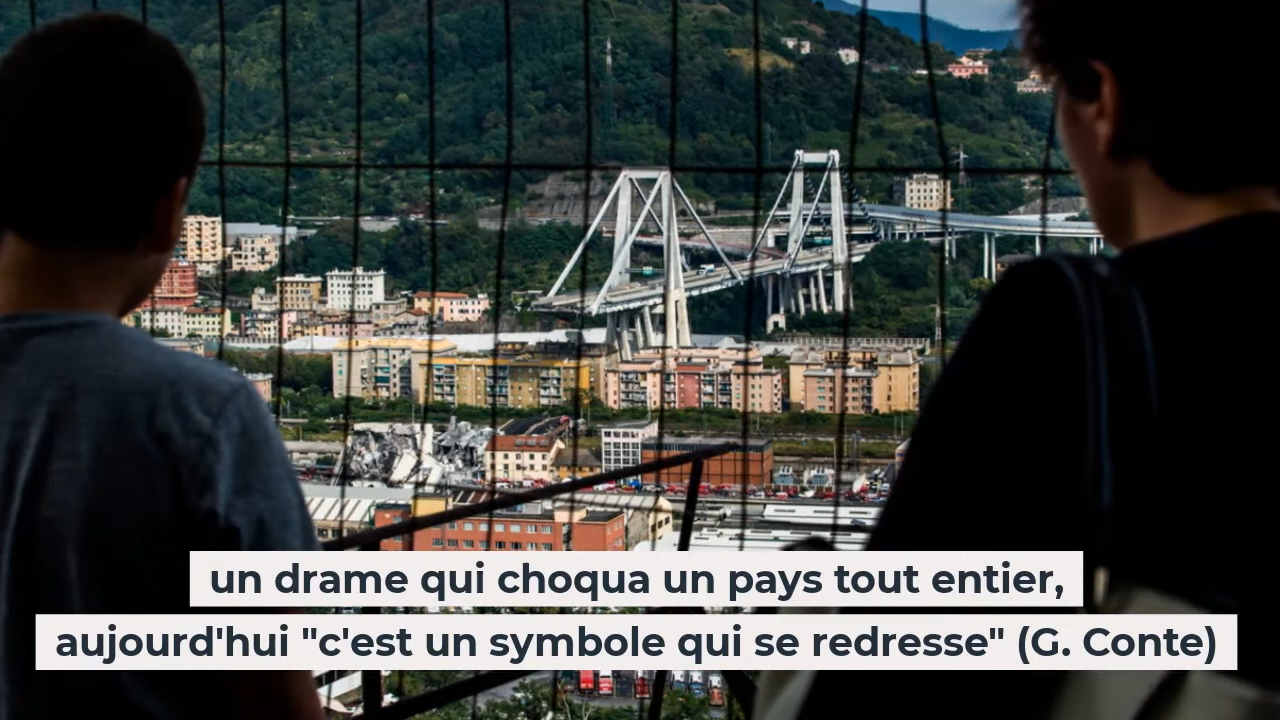 un drame qui choqua un pays tout entier,
aujourd'hui "c'est un symbole qui se redresse" (G. Conte)